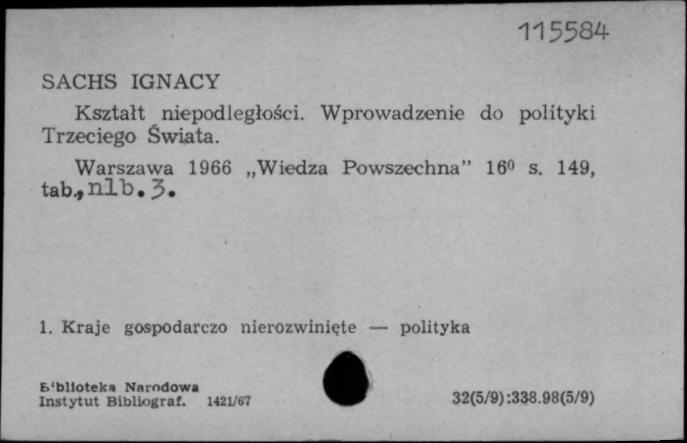 115584
SACHS IGNACY
Kształt niepodległości. Wprowadzenie do polityki
Trzeciego Świata.
Warszawa 1966 „Wiedza Powszechna" 16⁰ s. 149,
tab., nlb. 3.
1. Kraje gospodarczo nierozwinięte — polityka
Biblioteka Narodowa
Instytut Bibliograf. 1421/67
32(5/9):338.98(5/9)